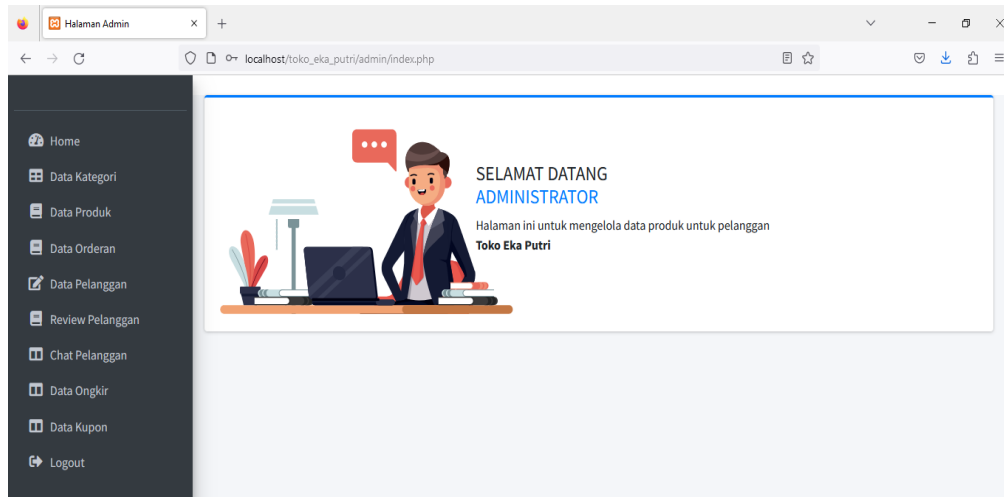 Halaman Admin
localhost/toko_eka_putri/admin/index.php
Home
Data Kategori
Data Produk
Data Orderan
Data Pelanggan
Review Pelanggan
Chat Pelanggan
Data Ongkir
Data Kupon
Logout
SELAMAT DATANG
ADMINISTRATOR
Halaman ini untuk mengelola data produk untuk pelanggan
Toko Eka Putri